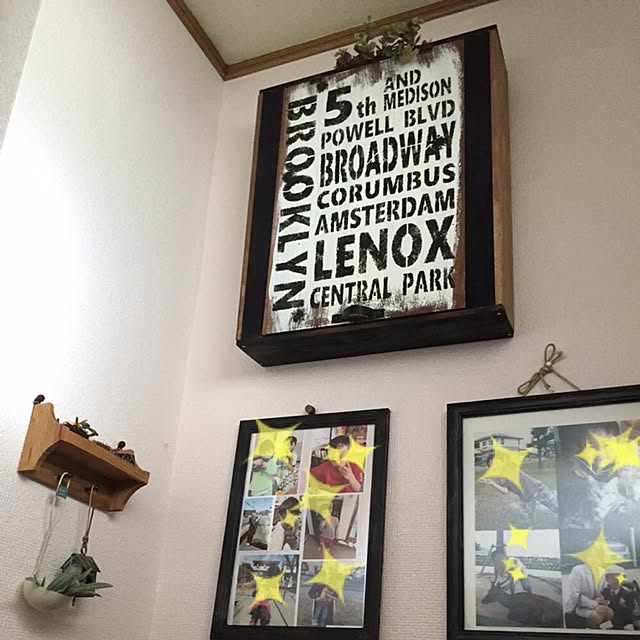 BROOKLYN
5th AND MEDISON
POWELL BLVD
BROADWAY
CORUMBUS
AMSTERDAM
LENOX
CENTRAL PARK